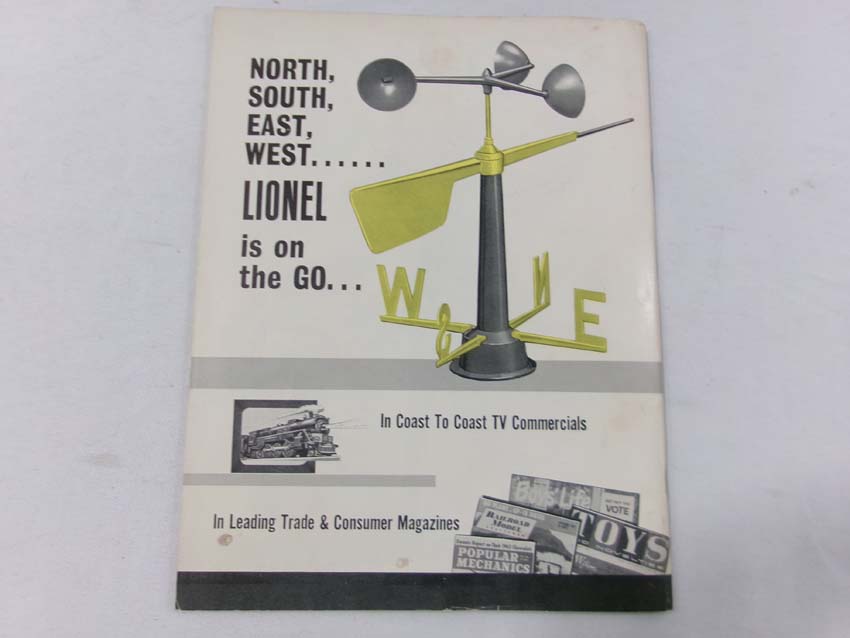 NORTH,
SOUTH,
EAST,
WEST......
LIONEL
is on
the GO...
W
N
E
S
In Coast To Coast TV Commercials
In Leading Trade & Consumer Magazines
Boys' Life
VOTE
RAILROAD
MODEL
TOYS
POPULAR
MECHANICS